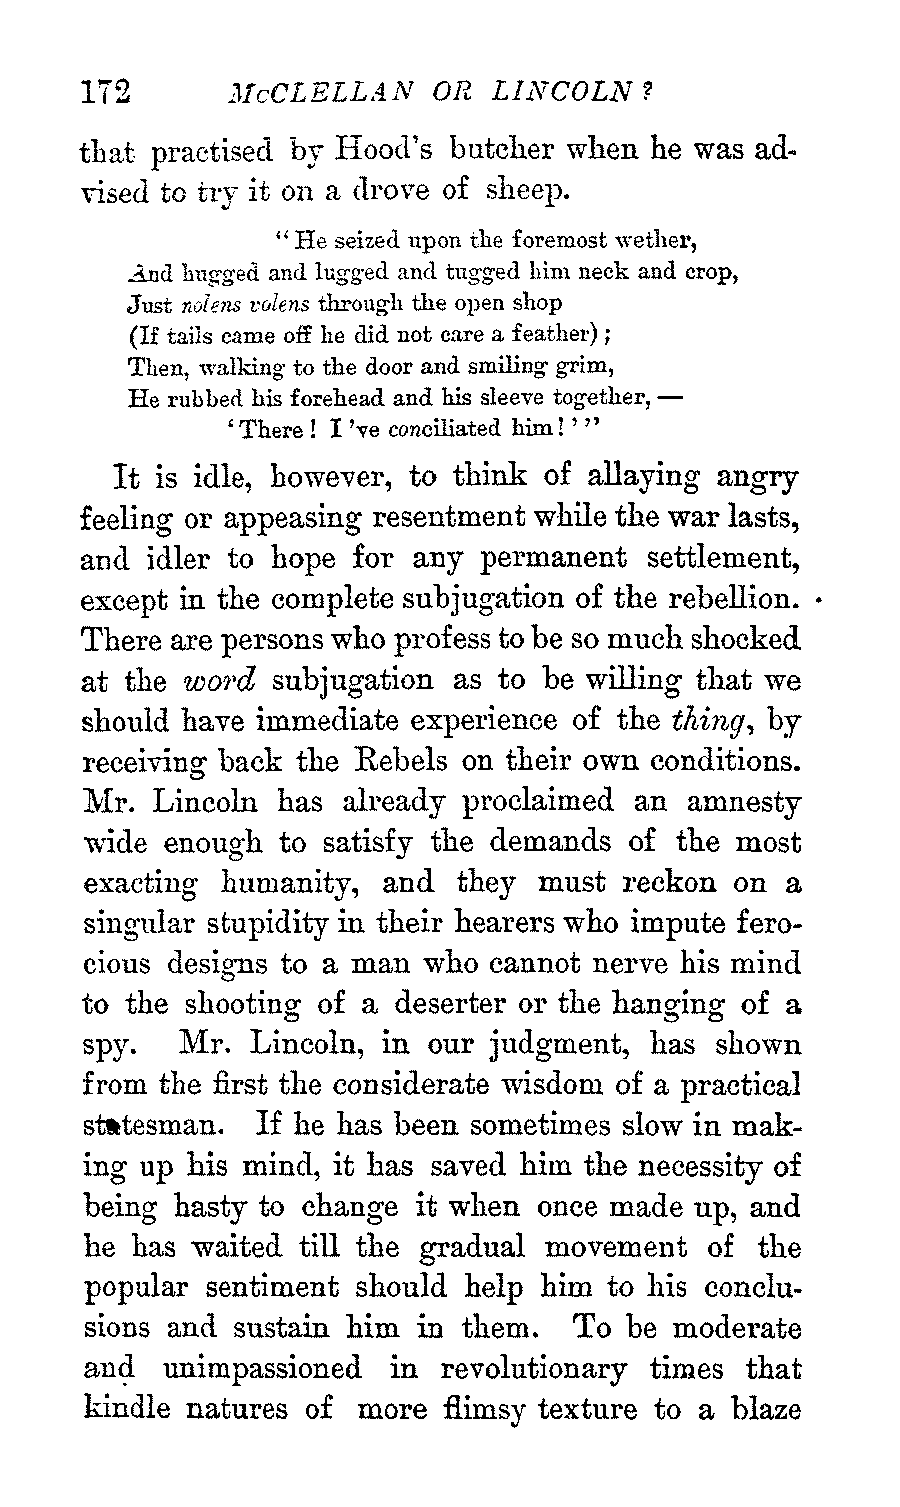 172 McCLELLAN OR LINCOLN?
that practised by Hood's butcher when he was ad-
vised to try it on a drove of sheep.
“He seized upon the foremost wether,
And hugged and lugged and tugged him neck and crop,
Just nolens volens through the open shop
(If tails came off he did not care a feather);
Then, walking to the door and smiling grim,
He rubbed his forehead and his sleeve together,—
‘There! I 've conciliated him!’”
It is idle, however, to think of allaying angry
feeling or appeasing resentment while the war lasts,
and idler to hope for any permanent settlement,
except in the complete subjugation of the rebellion.
There are persons who profess to be so much shocked
at the word subjugation as to be willing that we
should have immediate experience of the thing, by
receiving back the Rebels on their own conditions.
Mr. Lincoln has already proclaimed an amnesty
wide enough to satisfy the demands of the most
exacting humanity, and they must reckon on a
singular stupidity in their hearers who impute fero-
cious designs to a man who cannot nerve his mind
to the shooting of a deserter or the hanging of a
spy. Mr. Lincoln, in our judgment, has shown
from the first the considerate wisdom of a practical
statesman. If he has been sometimes slow in mak-
ing up his mind, it has saved him the necessity of
being hasty to change it when once made up, and
he has waited till the gradual movement of the
popular sentiment should help him to his conclu-
sions and sustain him in them. To be moderate
and unimpassioned in revolutionary times that
kindle natures of more flimsy texture to a blaze